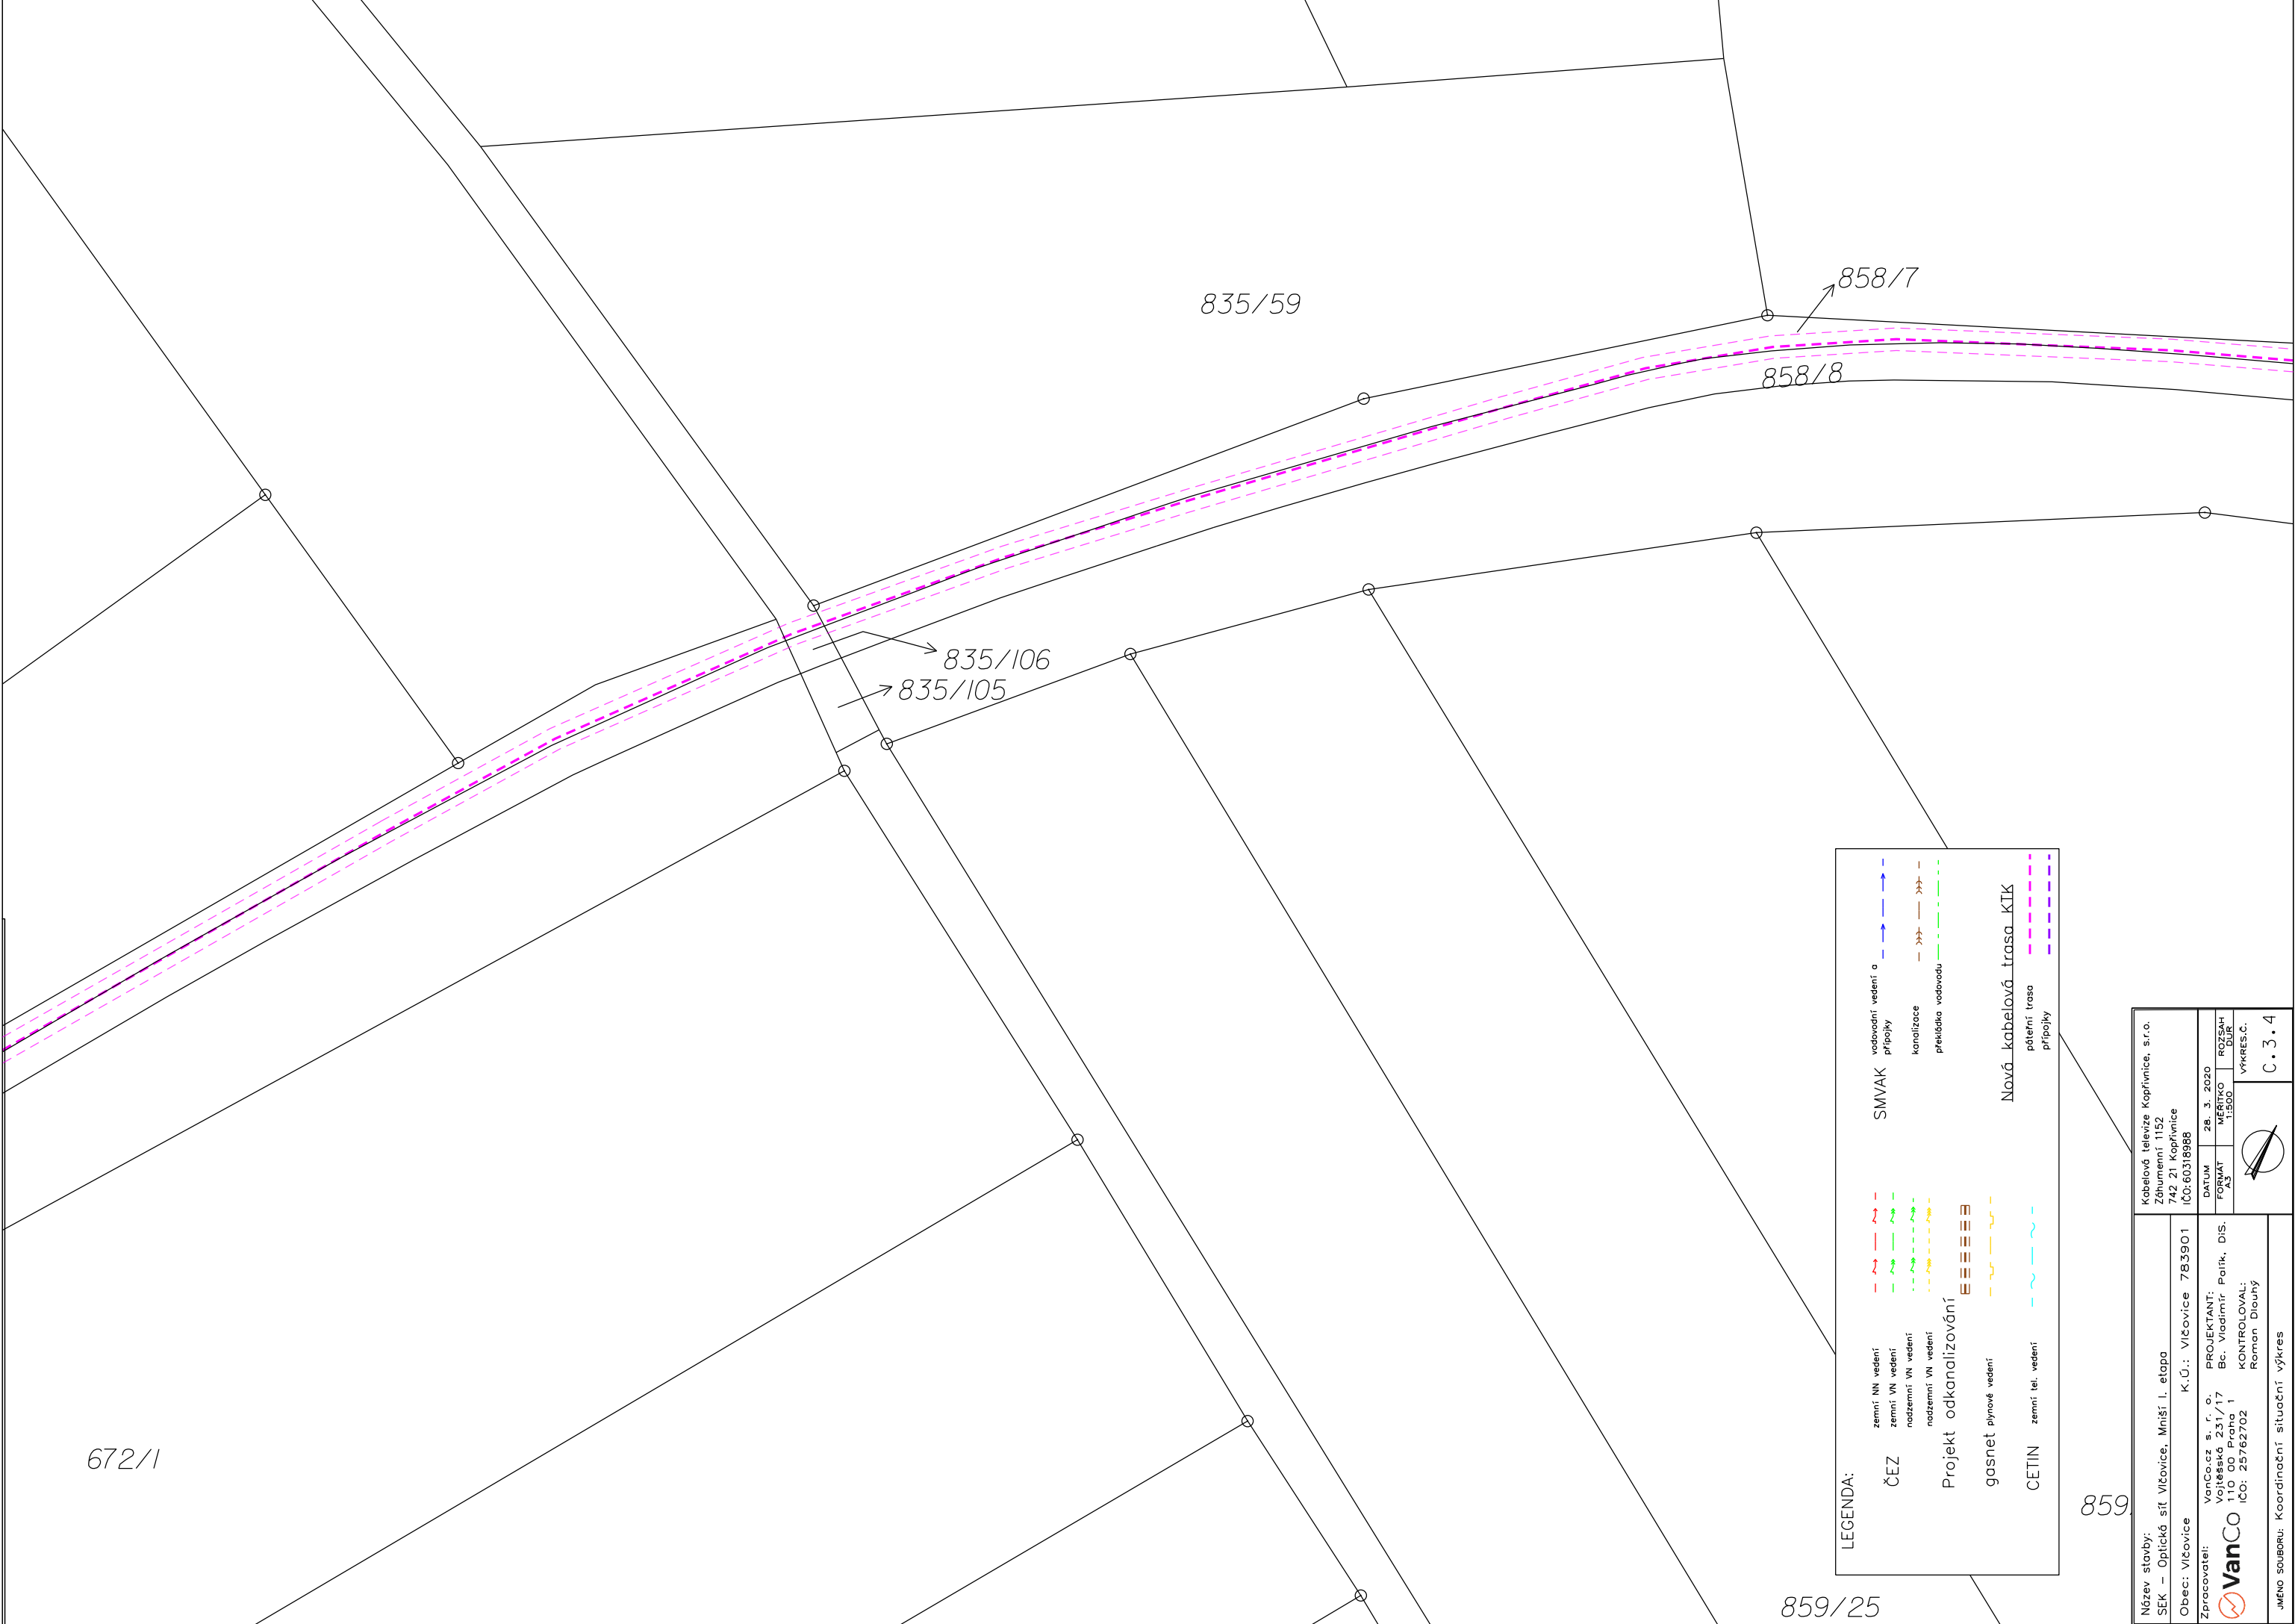 835/59
858/7
858/8
835/106
835/105
672/1
859/25
LEGENDA:
ČEZ
zemní NN vedení
zemní VN vedení
nadzemní VN vedení
nadzemní VN vedení
Projekt odkanalizování
gasnet plynové vedení
CETIN zemní tel. vedení
SMVAK
vodovodní vedení a
přípojky
kanalizace
překládka vodovodu
Nová kabelová trasa KTK
páteřní trasa
přípojky
Název stavby:
SEK - Optická síť Vlčovice, Mniší I. etapa
Obec: Vlčovice K.Ú.: Vlčovice 783901
Zpracovatel:
VanCo
VanCo.cz s. r. o.
Vojtěšská 231/17
110 00 Praha 1
IČO: 25762702
PROJEKTANT:
Bc. Vladimír Palík, DiS.
KONTROLOVAL:
Roman Dlouhý
JMÉNO SOUBORU: Koordinační situační výkres
Kabelová televize Kopřivnice, s.r.o.
Záhumenní 1152
742 21 Kopřivnice
IČO:60318988
DATUM 28. 3. 2020
FORMÁT
A3
MĚŘÍTKO
1:500
ROZSAH
DUR
VÝKRES.Č.
C.3.4